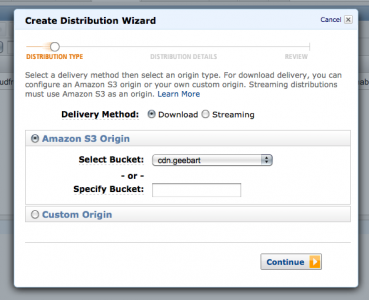 Create Distribution Wizard
Cancel
DISTRIBUTION TYPE
DISTRIBUTION DETAILS
REVIEW
Select a delivery method then select an origin type. For download delivery, you can
configure an Amazon S3 origin or your own custom origin. Streaming distributions
must use Amazon S3 as an origin. Learn More
Delivery Method: Download Streaming
Amazon S3 Origin
Select Bucket: cdn.geebart
- or -
Specify Bucket:
Custom Origin
Continue